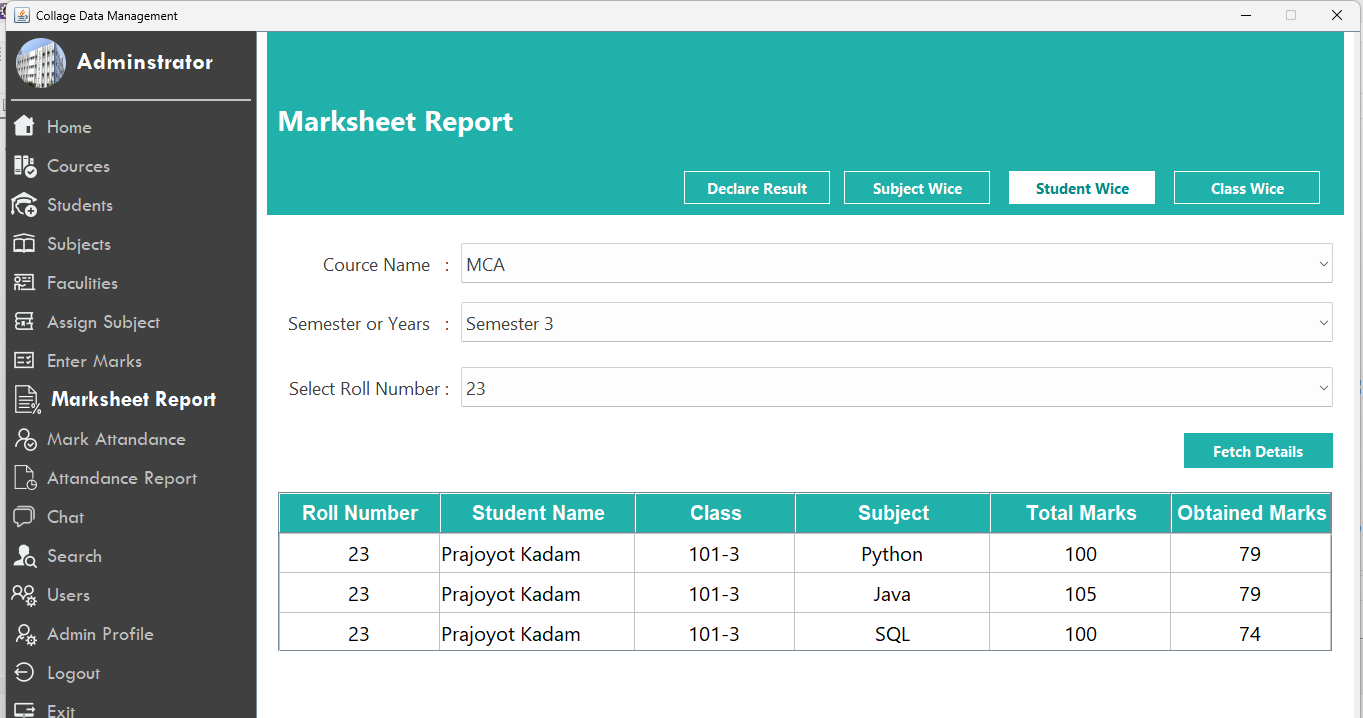 Collage Data Management
Adminstrator
Home
Cources
Students
Subjects
Faculities
Assign Subject
Enter Marks
Marksheet Report
Mark Attandance
Attandance Report
Chat
Search
Users
Admin Profile
Logout
Exit
Marksheet Report
Declare Result Subject Wice Student Wice Class Wice
Cource Name : MCA
Semester or Years : Semester 3
Select Roll Number : 23
Fetch Details
Roll Number Student Name Class Subject Total Marks Obtained Marks
23 Prajoyot Kadam 101-3 Python 100 79
23 Prajoyot Kadam 101-3 Java 105 79
23 Prajoyot Kadam 101-3 SQL 100 74